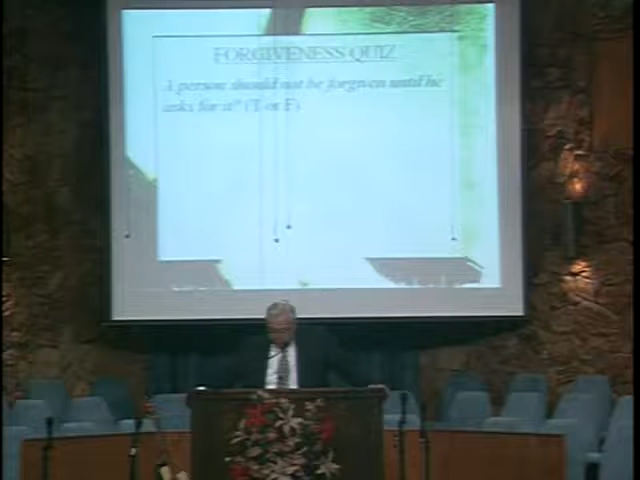 FORGIVENESS QUIZ
A person should not be forgiven until he
asks for it? (T or F)